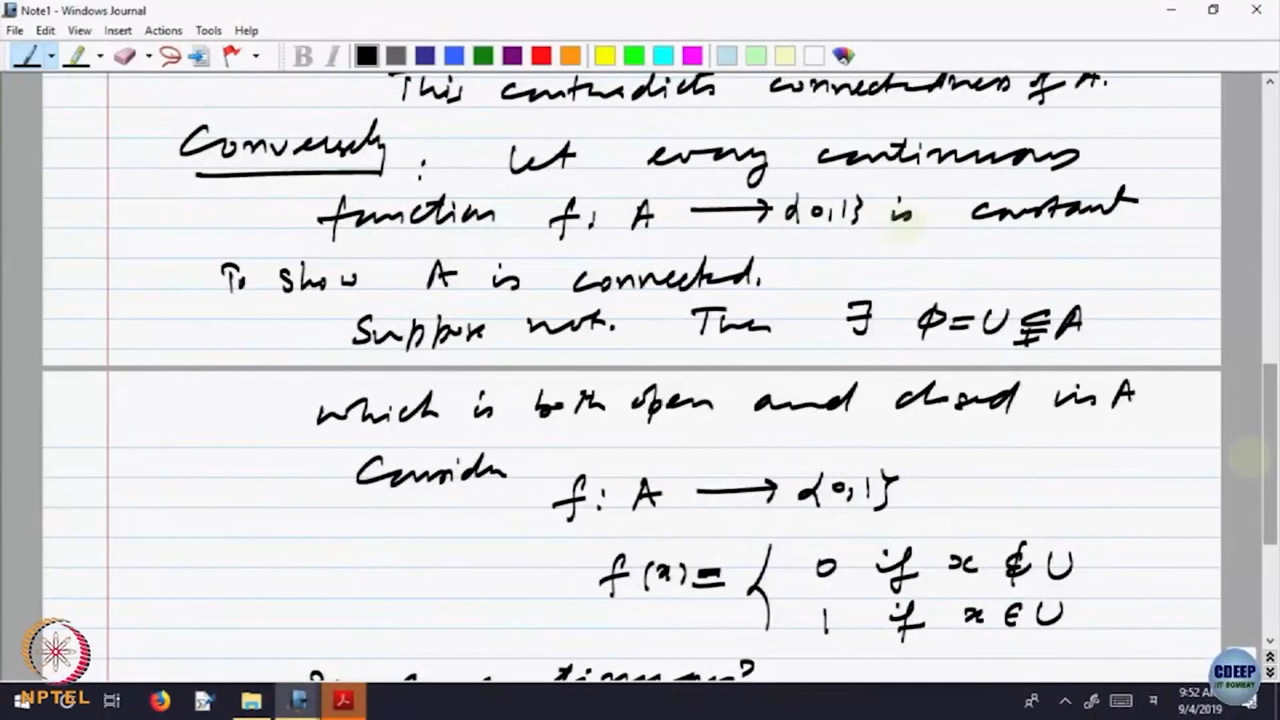 Note1 - Windows Journal
File Edit View Insert Actions Tools Help
This contradicts connectedness of A.
Conversely : Let every continuous
function f: A → {0,1} is constant
To show A is connected.
Suppose not. Then ∃ φ = U ⊊ A
which is both open and closed in A
Consider
f: A → {0,1}
f(x) = { 0 if x ∉ U
1 if x ∈ U
NPTEL
CDEEP
IIT BOMBAY
9:52 A
9/4/2019